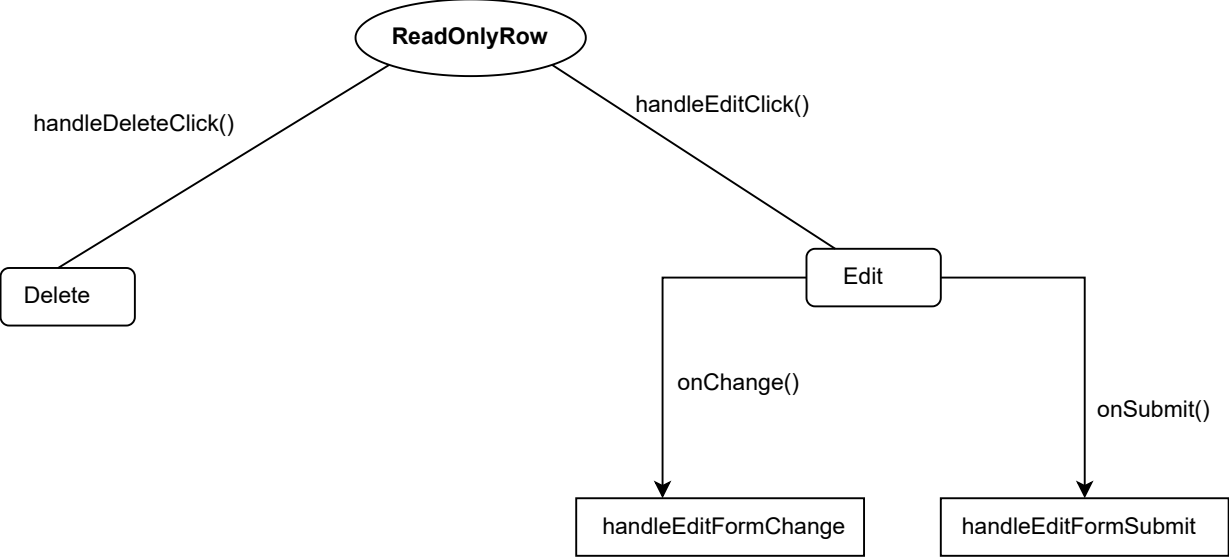 ReadOnlyRow
handleDeleteClick()
handleEditClick()
Delete
Edit
onChange()
onSubmit()
handleEditFormChange
handleEditFormSubmit